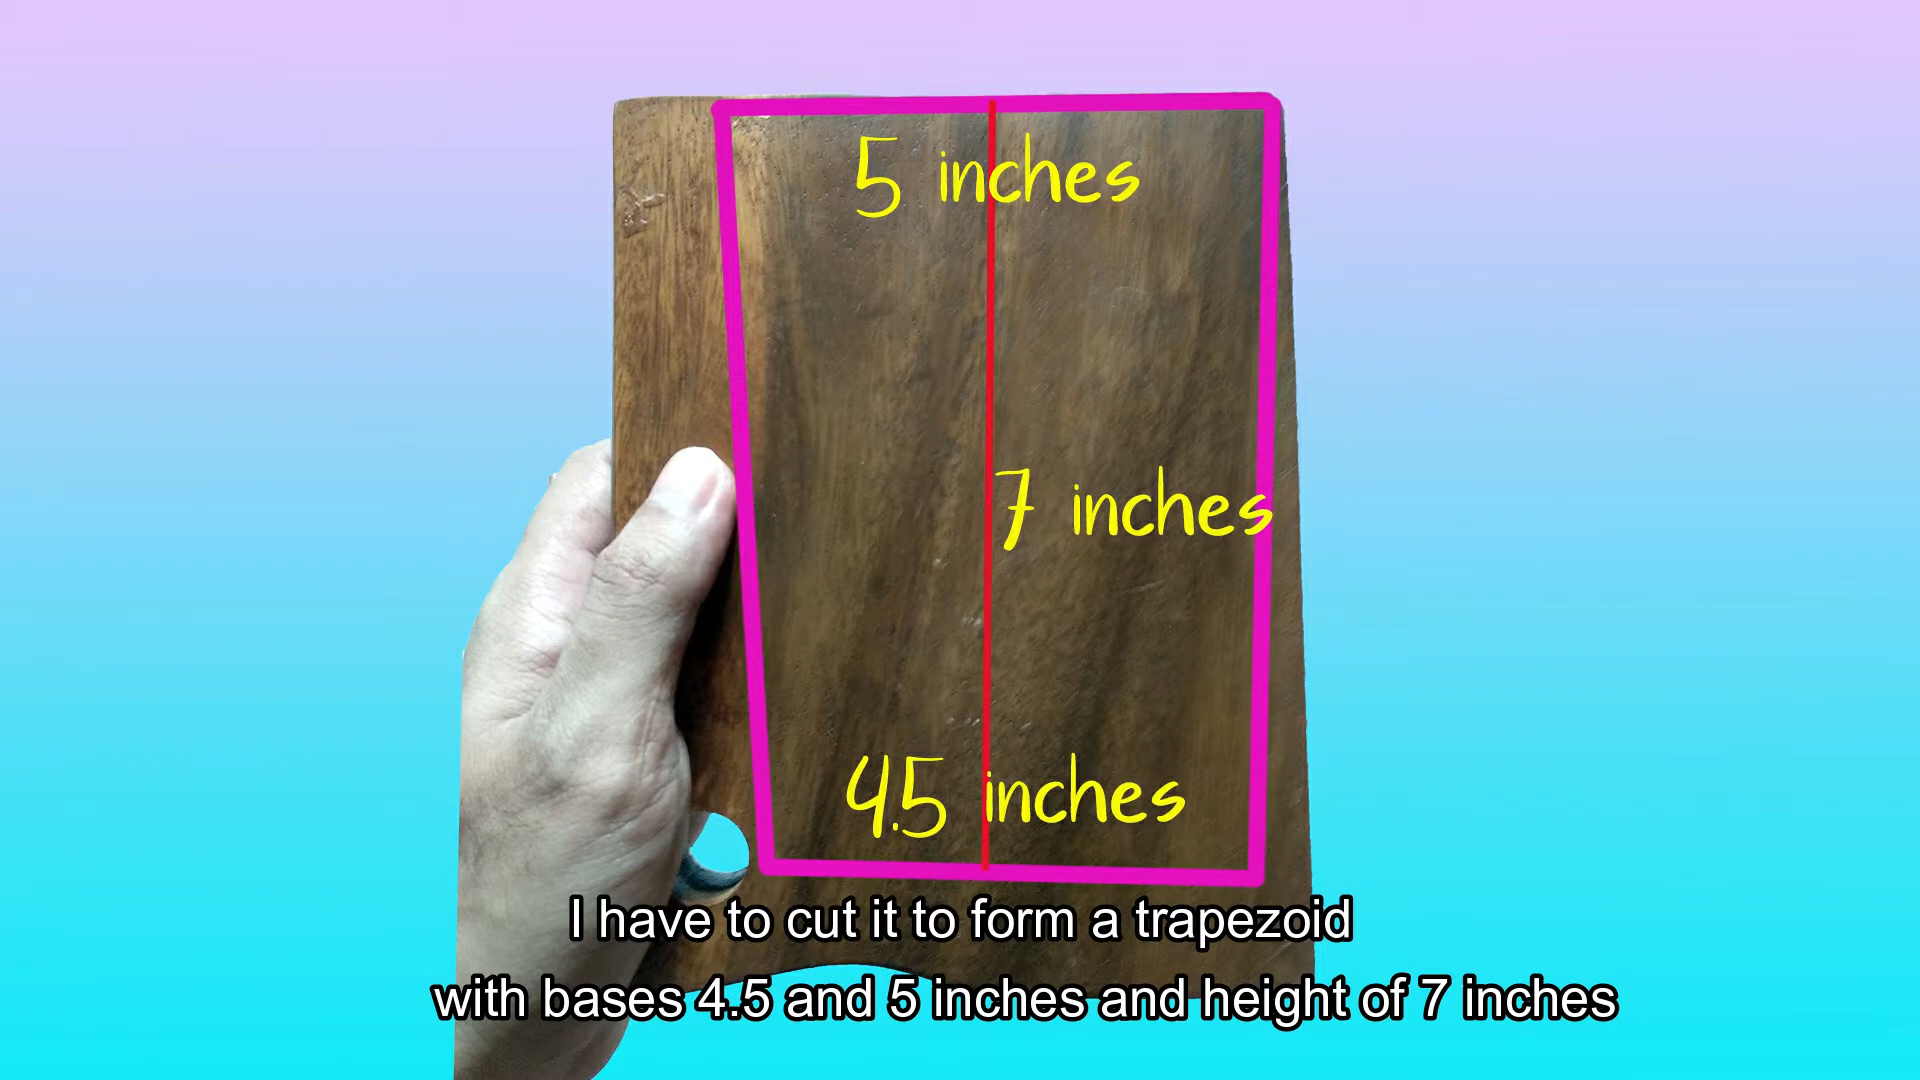 5 inches
7 inches
4.5 inches
I have to cut it to form a trapezoid
with bases 4.5 and 5 inches and height of 7 inches